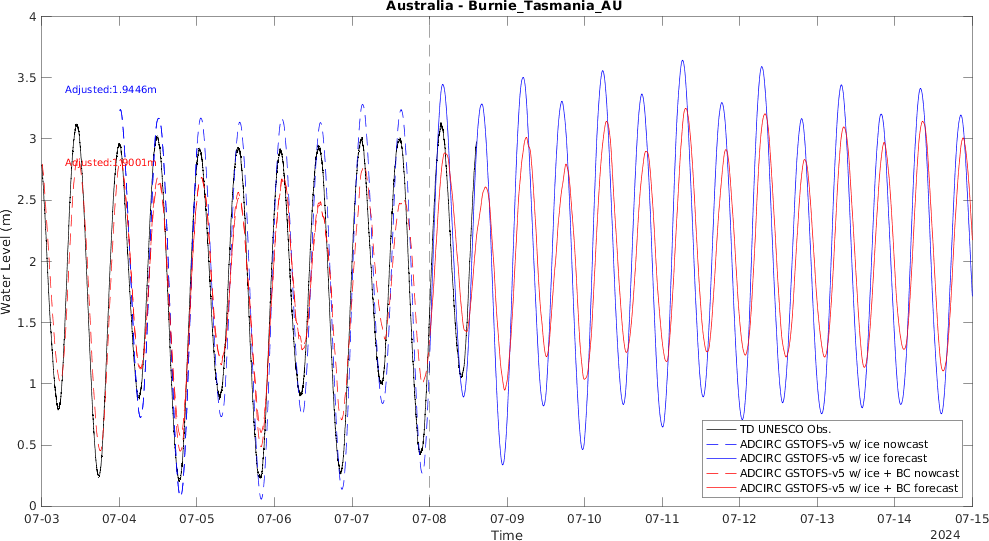 Australia - Burnie_Tasmania_AU
4
3.5
3
2.5
2
1.5
1
0.5
0
Water Level (m)
Adjusted:1.9446m
Adjusted:1.9001m
TD UNESCO Obs.
ADCIRC GSTOFS-v5 w/ ice nowcast
ADCIRC GSTOFS-v5 w/ ice forecast
ADCIRC GSTOFS-v5 w/ ice + BC nowcast
ADCIRC GSTOFS-v5 w/ ice + BC forecast
07-03 07-04 07-05 07-06 07-07 07-08 07-09 07-10 07-11 07-12 07-13 07-14 07-15
Time
2024